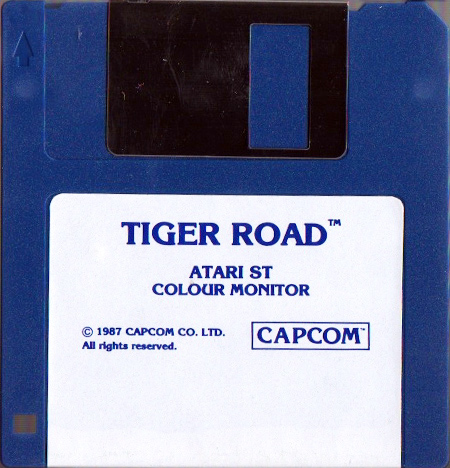 TIGER ROAD™
ATARI ST
COLOUR MONITOR
© 1987 CAPCOM CO. LTD.
All rights reserved.
CAPCOM™